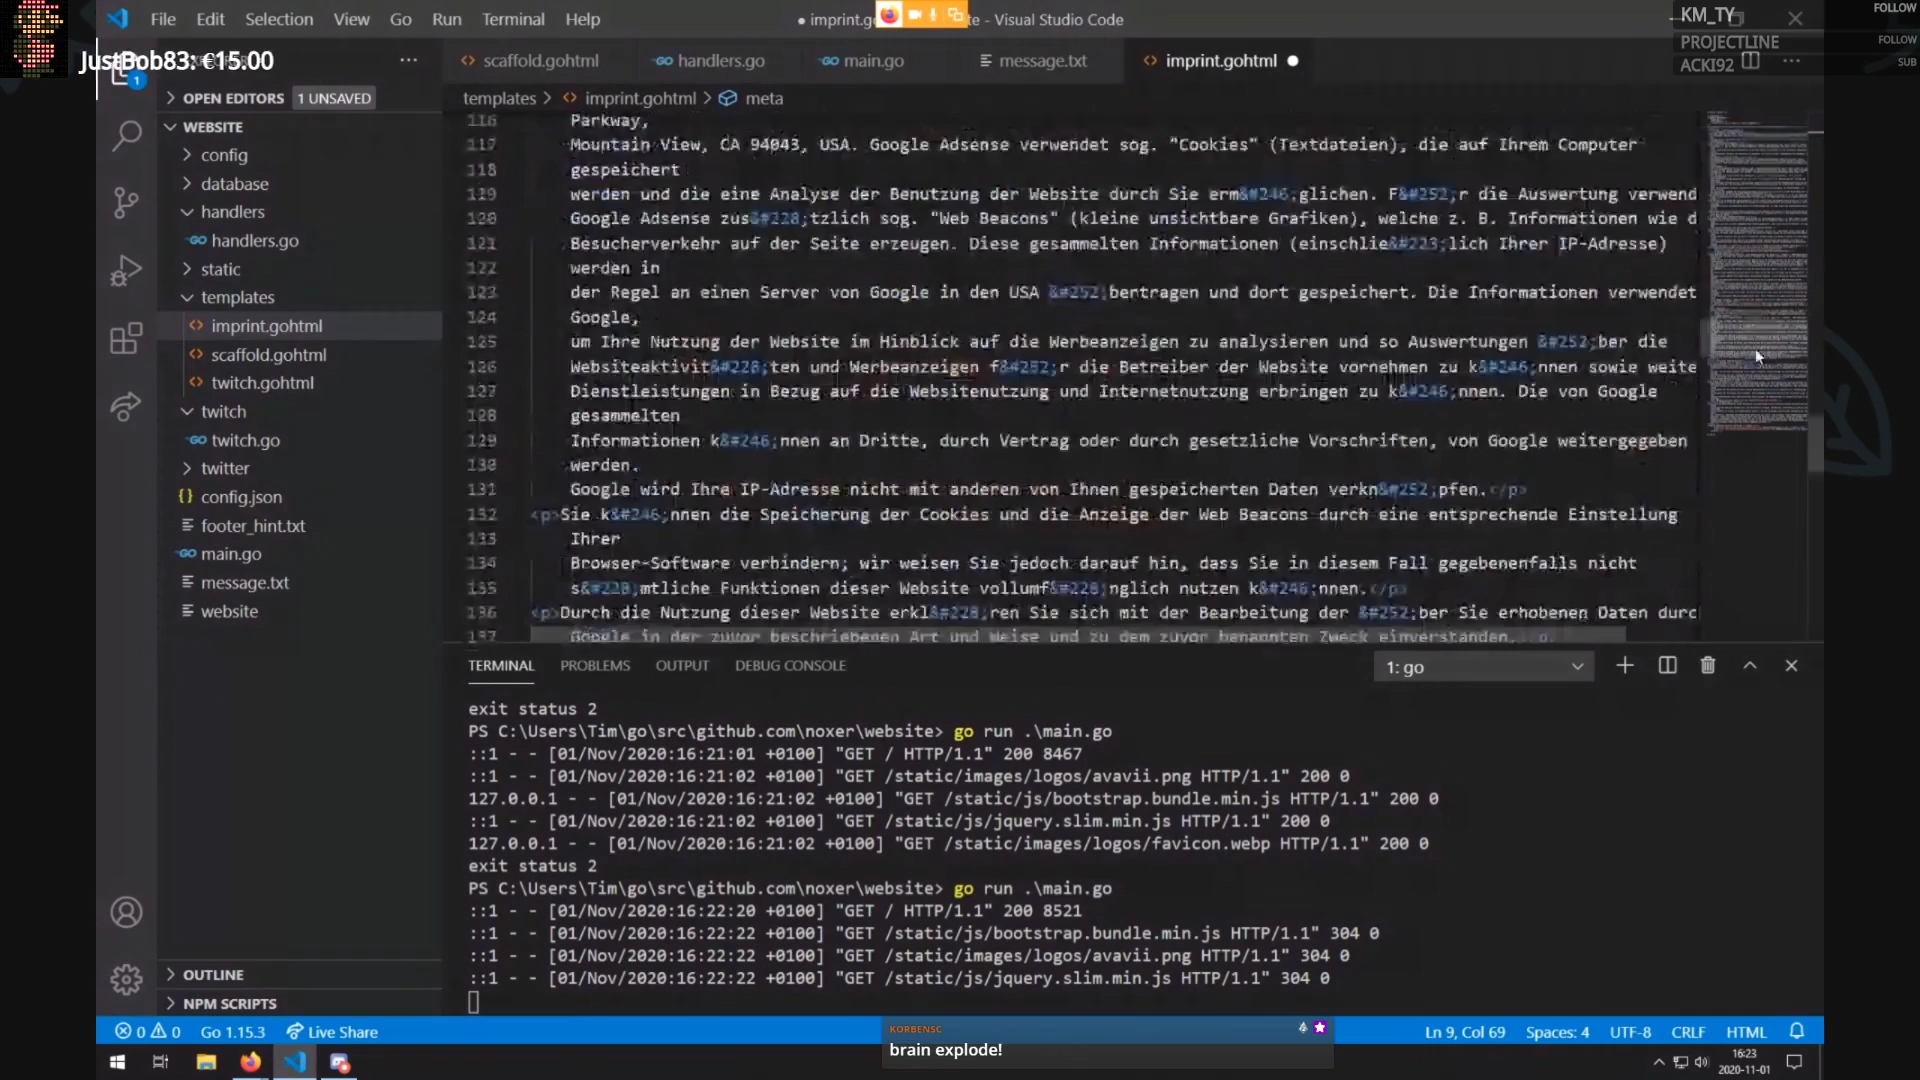 File Edit Selection View Go Run Terminal Help
- Visual Studio Code
KM_TY
FOLLOW
PROJECTLINE
FOLLOW
ACKI92
SUB
JustBob83: €15.00
1
scaffold.gohtml
handlers.go
main.go
message.txt
imprint.gohtml
OPEN EDITORS 1 UNSAVED
WEBSITE
config
database
handlers
handlers.go
static
templates
imprint.gohtml
scaffold.gohtml
twitch.gohtml
twitch
twitch.go
twitter
config.json
footer_hint.txt
main.go
message.txt
website
OUTLINE
NPM SCRIPTS
templates > imprint.gohtml > meta
116 Parkway,
117 Mountain View, CA 94043, USA. Google Adsense verwendet sog. "Cookies" (Textdateien), die auf Ihrem Computer
118 gespeichert
119 werden und die eine Analyse der Benutzung der Website durch Sie erm&#246;glichen. F&#252;r die Auswertung verwend
120 Google Adsense zus&#228;tzlich sog. "Web Beacons" (kleine unsichtbare Grafiken), welche z. B. Informationen wie d
121 Besucherverkehr auf der Seite erzeugen. Diese gesammelten Informationen (einschlie&#223;lich Ihrer IP-Adresse)
122 werden in
123 der Regel an einen Server von Google in den USA &#252;bertragen und dort gespeichert. Die Informationen verwendet
124 Google,
125 um Ihre Nutzung der Website im Hinblick auf die Werbeanzeigen zu analysieren und so Auswertungen &#252;ber die
126 Websiteaktivit&#228;ten und Werbeanzeigen f&#252;r die Betreiber der Website vornehmen zu k&#246;nnen sowie weite
127 Dienstleistungen in Bezug auf die Websitenutzung und Internetnutzung erbringen zu k&#246;nnen. Die von Google
128 gesammelten
129 Informationen k&#246;nnen an Dritte, durch Vertrag oder durch gesetzliche Vorschriften, von Google weitergegeben
130 werden.
131 Google wird Ihre IP-Adresse nicht mit anderen von Ihnen gespeicherten Daten verkn&#252;pfen.</p>
132 <p>Sie k&#246;nnen die Speicherung der Cookies und die Anzeige der Web Beacons durch eine entsprechende Einstellung
133 Ihrer
134 Browser-Software verhindern; wir weisen Sie jedoch darauf hin, dass Sie in diesem Fall gegebenenfalls nicht
135 s&#228;mtliche Funktionen dieser Website vollumf&#228;nglich nutzen k&#246;nnen.</p>
136 <p>Durch die Nutzung dieser Website erkl&#228;ren Sie sich mit der Bearbeitung der &#252;ber Sie erhobenen Daten durc
137 Google in der zuvor beschriebenen Art und Weise und zu dem zuvor benannten Zweck einverstanden.</p>
TERMINAL PROBLEMS OUTPUT DEBUG CONSOLE
1: go
exit status 2
PS C:\Users\Tim\go\src\github.com\noxer\website> go run .\main.go
::1 - - [01/Nov/2020:16:21:01 +0100] "GET / HTTP/1.1" 200 8467
::1 - - [01/Nov/2020:16:21:02 +0100] "GET /static/images/logos/avavii.png HTTP/1.1" 200 0
127.0.0.1 - - [01/Nov/2020:16:21:02 +0100] "GET /static/js/bootstrap.bundle.min.js HTTP/1.1" 200 0
::1 - - [01/Nov/2020:16:21:02 +0100] "GET /static/js/jquery.slim.min.js HTTP/1.1" 200 0
127.0.0.1 - - [01/Nov/2020:16:21:02 +0100] "GET /static/images/logos/favicon.webp HTTP/1.1" 200 0
exit status 2
PS C:\Users\Tim\go\src\github.com\noxer\website> go run .\main.go
::1 - - [01/Nov/2020:16:22:20 +0100] "GET / HTTP/1.1" 200 8521
::1 - - [01/Nov/2020:16:22:22 +0100] "GET /static/js/bootstrap.bundle.min.js HTTP/1.1" 304 0
::1 - - [01/Nov/2020:16:22:22 +0100] "GET /static/images/logos/avavii.png HTTP/1.1" 304 0
::1 - - [01/Nov/2020:16:22:22 +0100] "GET /static/js/jquery.slim.min.js HTTP/1.1" 304 0
0 0 Go 1.15.3 Live Share
KORBENSC
brain explode!
Ln 9, Col 69 Spaces: 4 UTF-8 CRLF HTML
16:23
2020-11-01